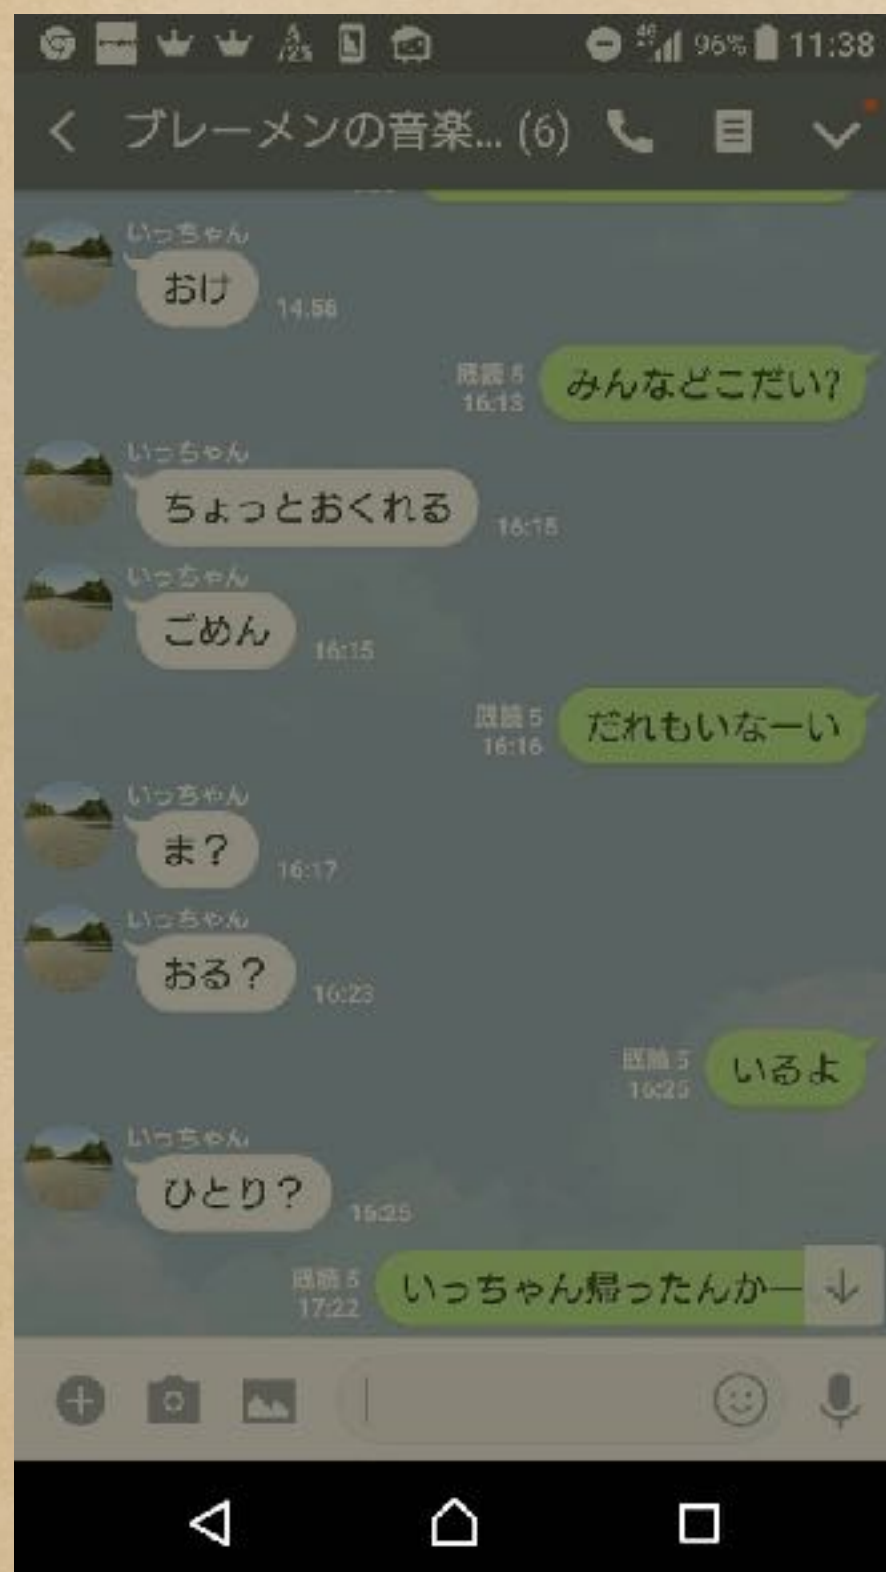 96% 11:38
ブレーメンの音楽... (6)
いっちゃん
おけ
14:56
既読 5
16:13
みんなどこだい?
いっちゃん
ちょっとおくれる
16:15
いっちゃん
ごめん
16:15
既読 5
16:16
だれもいなーい
いっちゃん
ま?
16:17
いっちゃん
おる?
16:23
既読 5
16:25
いるよ
いっちゃん
ひとり?
16:25
既読 5
17:22
いっちゃん帰ったんかー